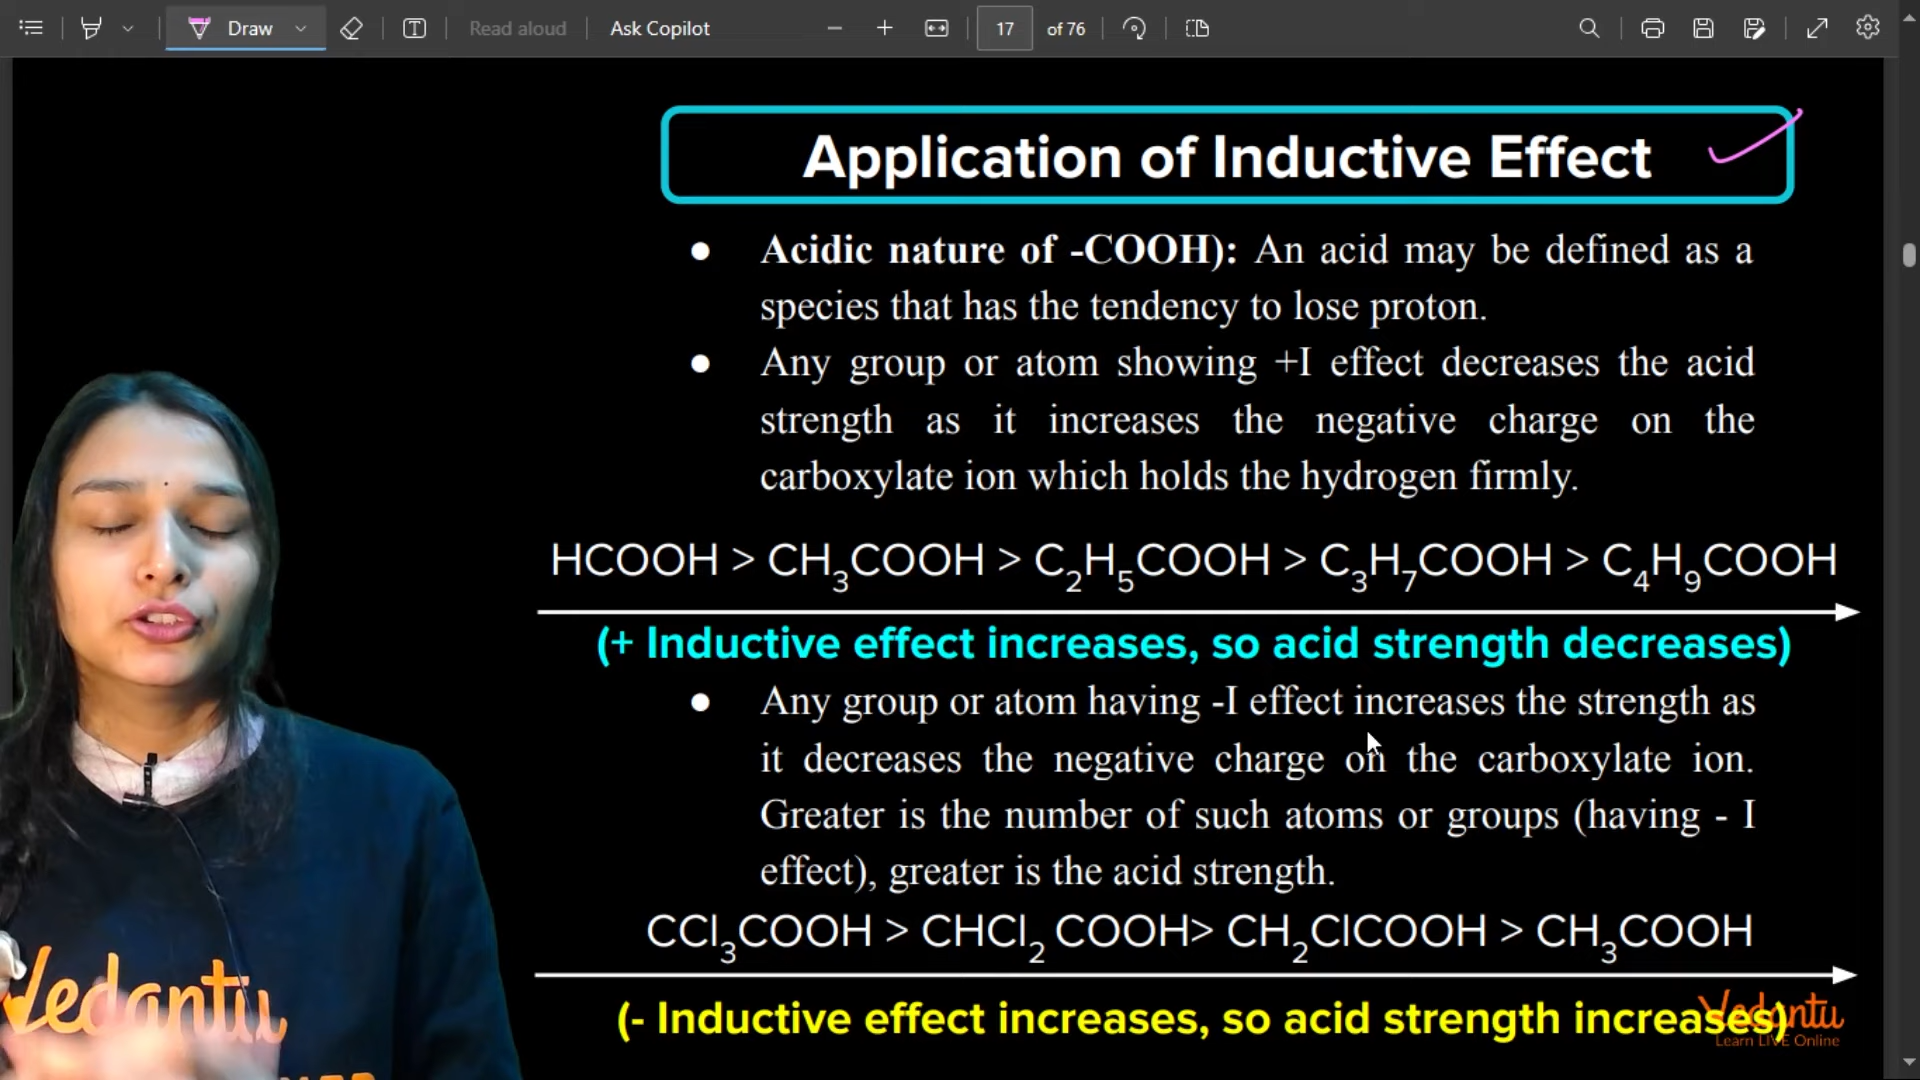 Draw
Read aloud
Ask Copilot
17
of 76
Application of Inductive Effect
● Acidic nature of -COOH): An acid may be defined as a
species that has the tendency to lose proton.
● Any group or atom showing +I effect decreases the acid
strength as it increases the negative charge on the
carboxylate ion which holds the hydrogen firmly.
HCOOH > CH₃COOH > C₂H₅COOH > C₃H₇COOH > C₄H₉COOH
(+ Inductive effect increases, so acid strength decreases)
● Any group or atom having -I effect increases the strength as
it decreases the negative charge on the carboxylate ion.
Greater is the number of such atoms or groups (having - I
effect), greater is the acid strength.
CCl₃COOH > CHCl₂ COOH> CH₂ClCOOH > CH₃COOH
(- Inductive effect increases, so acid strength increases)
Vedantu
Learn LIVE Online
Vedantu